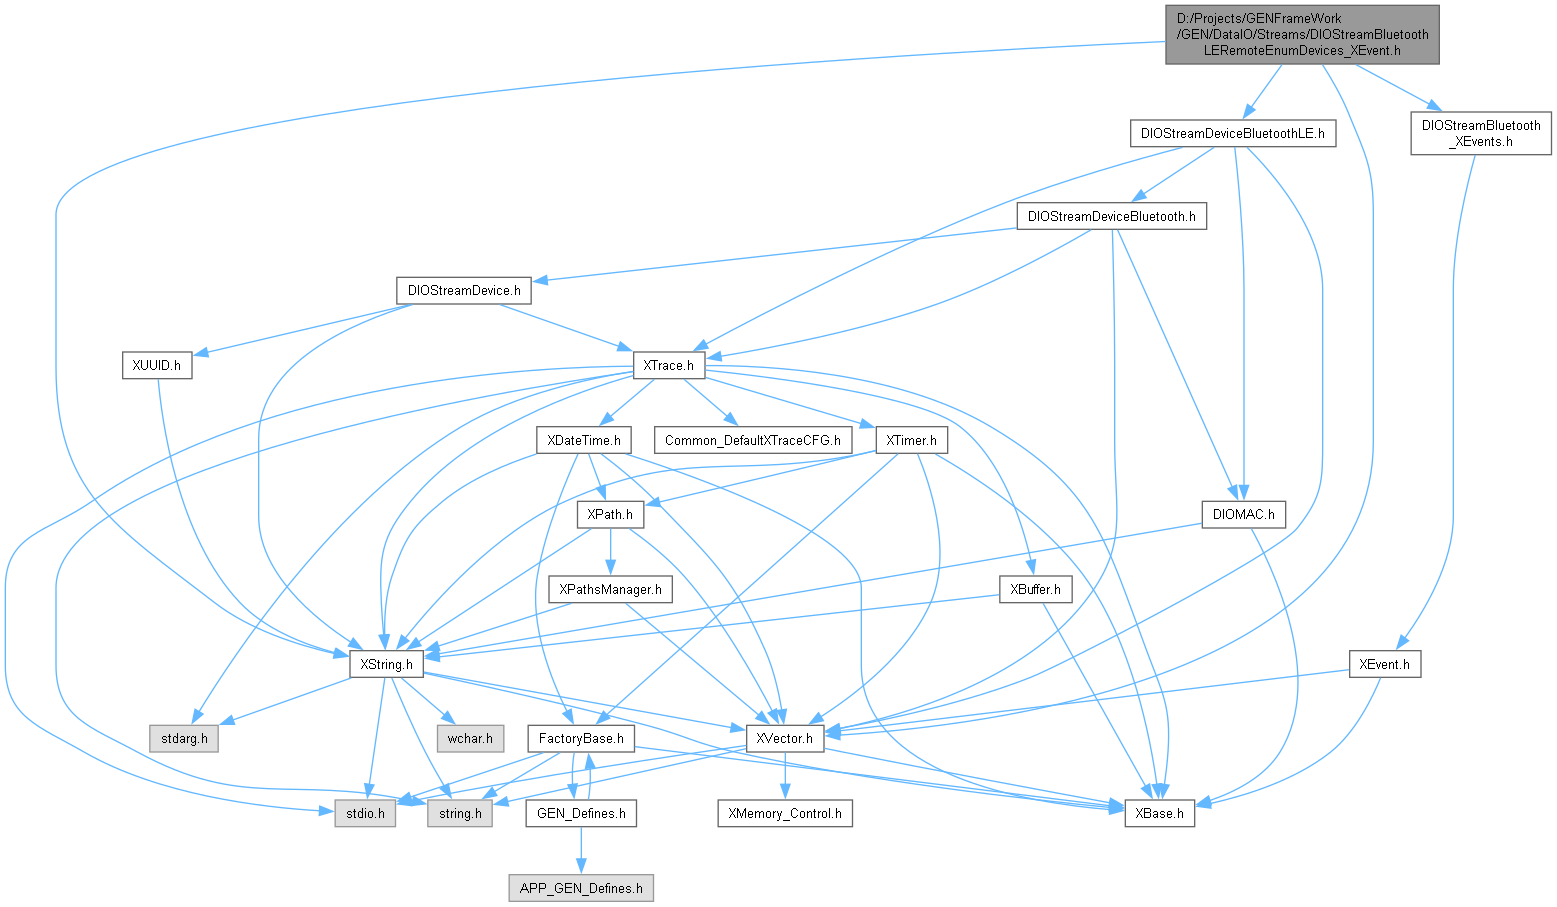 D:/Projects/GENFrameWork
/GEN/DataIO/Streams/DIOStreamBluetooth
LERemoteEnumDevices_XEvent.h
DIOStreamDeviceBluetoothLE.h
DIOStreamBluetooth
_XEvents.h
DIOStreamDeviceBluetooth.h
DIOStreamDevice.h
XUUID.h
XTrace.h
XDateTime.h
Common_DefaultXTraceCFG.h
XTimer.h
XPath.h
DIOMAC.h
XPathsManager.h
XBuffer.h
XString.h
XEvent.h
stdarg.h
wchar.h
FactoryBase.h
XVector.h
stdio.h
string.h
GEN_Defines.h
XMemory_Control.h
XBase.h
APP_GEN_Defines.h